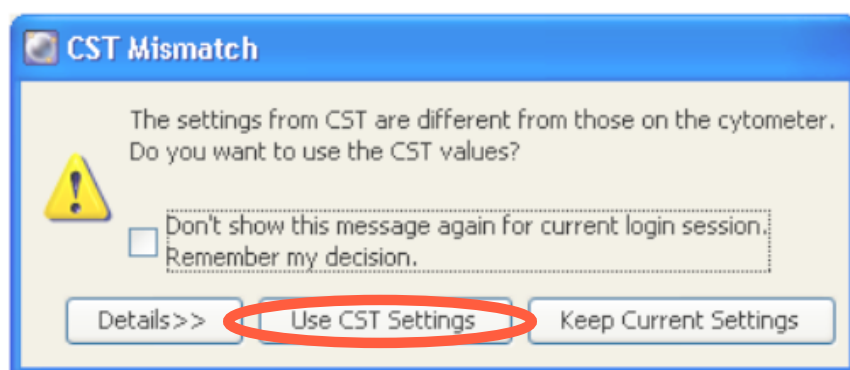 CST Mismatch
The settings from CST are different from those on the cytometer.
Do you want to use the CST values?
Don't show this message again for current login session.
Remember my decision.
Details>> Use CST Settings Keep Current Settings